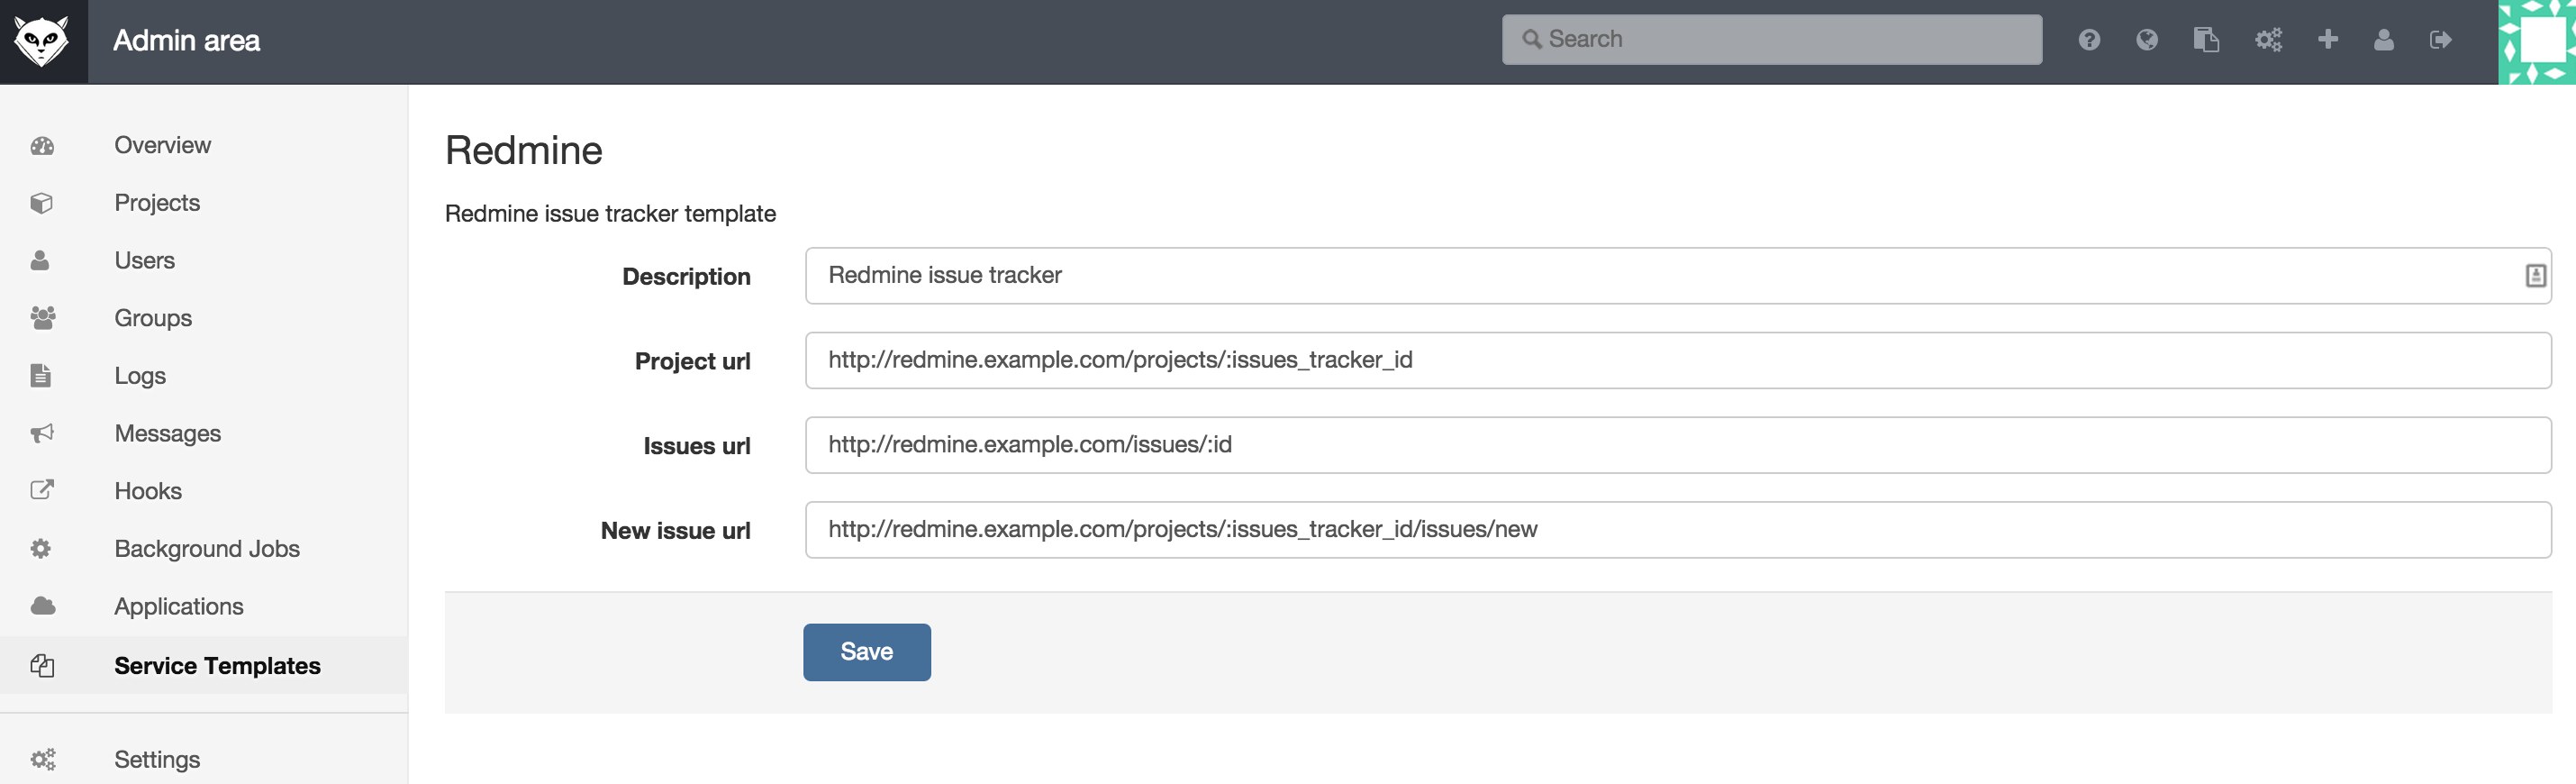 Admin area
Search
Overview
Projects
Users
Groups
Logs
Messages
Hooks
Background Jobs
Applications
Service Templates
Settings
Redmine
Redmine issue tracker template
Description
Redmine issue tracker
Project url
http://redmine.example.com/projects/:issues_tracker_id
Issues url
http://redmine.example.com/issues/:id
New issue url
http://redmine.example.com/projects/:issues_tracker_id/issues/new
Save